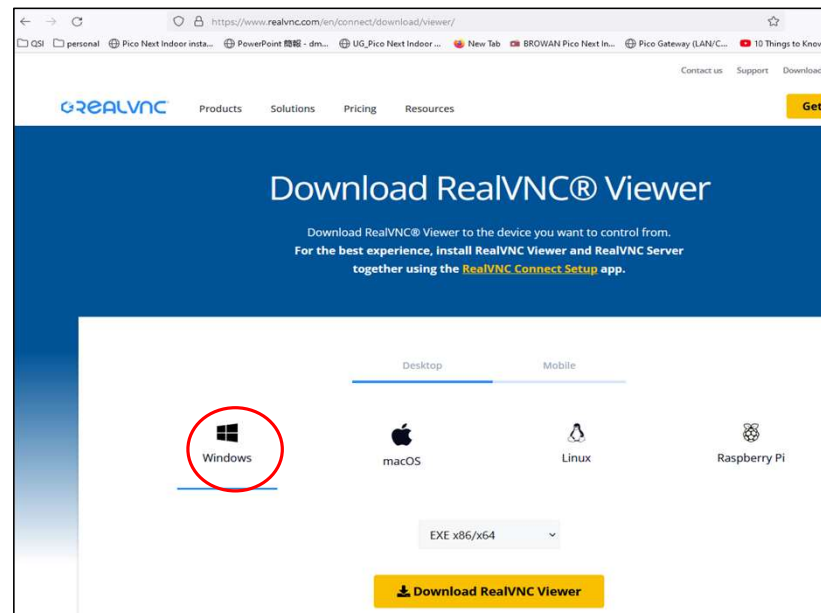 https://www.realvnc.com/en/connect/download/viewer/
QSI personal Pico Next Indoor insta... PowerPoint 簡報 - dm... UG_Pico Next Indoor ... New Tab BROWAN Pico Next In... Pico Gateway (LAN/C... 10 Things to Know
Contact us Support Download
REALVNC Products Solutions Pricing Resources Get
Download RealVNC® Viewer
Download RealVNC® Viewer to the device you want to control from.
For the best experience, install RealVNC Viewer and RealVNC Server
together using the RealVNC Connect Setup app.
Desktop Mobile
Windows macOS Linux Raspberry Pi
EXE x86/x64
Download RealVNC Viewer